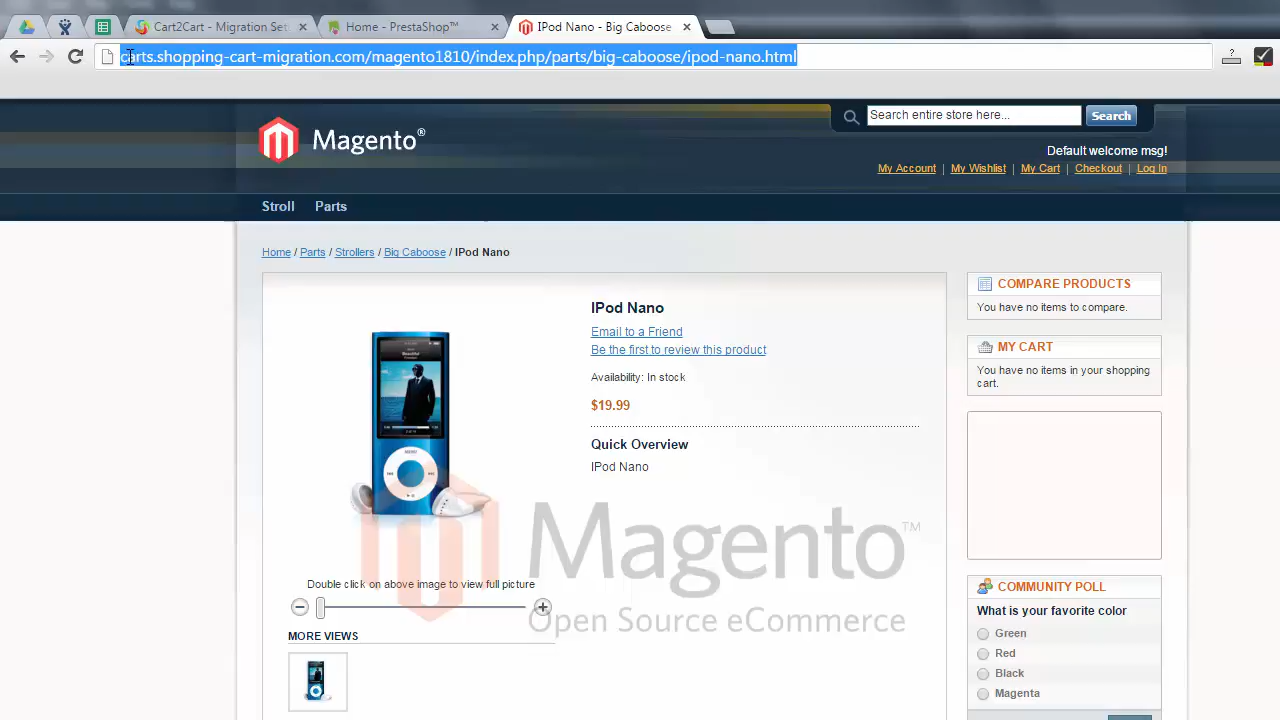 Cart2Cart - Migration Set
Home - PrestaShop™
IPod Nano - Big Caboose
carts.shopping-cart-migration.com/magento1810/index.php/parts/big-caboose/ipod-nano.html
Magento®
Search entire store here...
Search
Default welcome msg!
My Account | My Wishlist | My Cart | Checkout | Log In
Stroll
Parts
Home / Parts / Strollers / Big Caboose / IPod Nano
IPod Nano
Email to a Friend
Be the first to review this product
Availability: In stock
$19.99
Quick Overview
IPod Nano
Double click on above image to view full picture
MORE VIEWS
COMPARE PRODUCTS
You have no items to compare.
MY CART
You have no items in your shopping
cart.
COMMUNITY POLL
What is your favorite color
Green
Red
Black
Magenta
Magento™
Open Source eCommerce